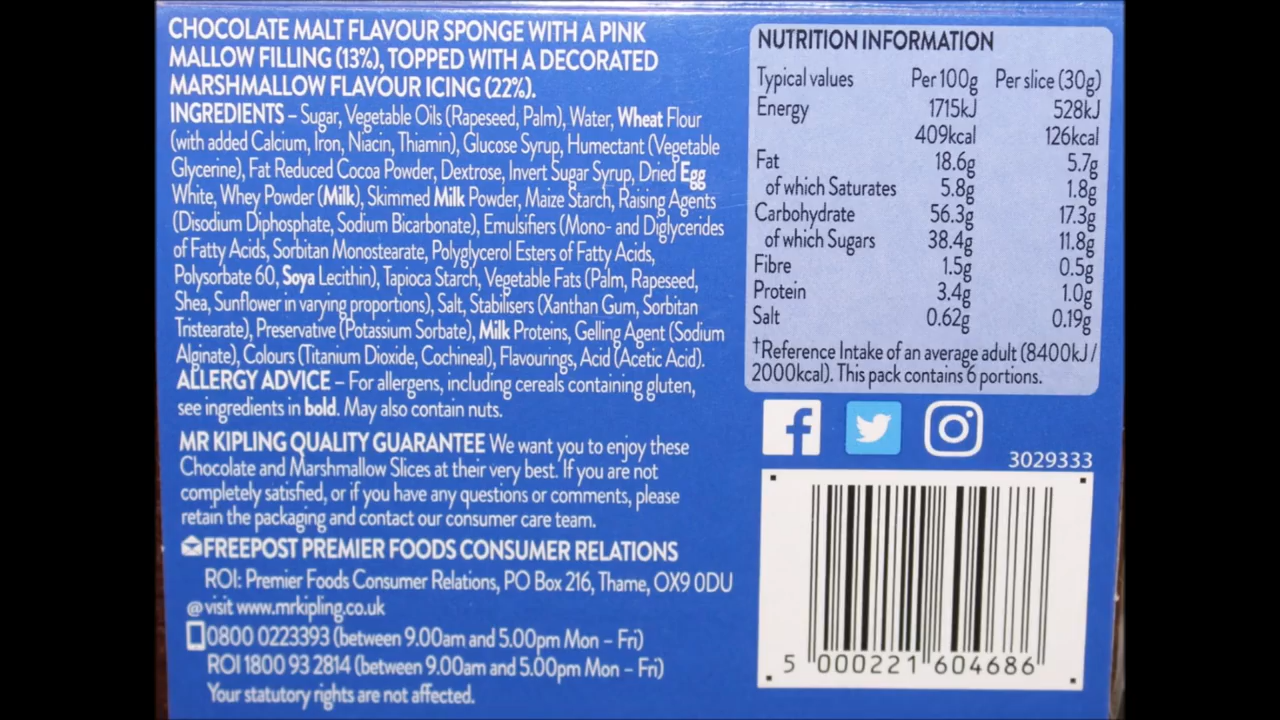 CHOCOLATE MALT FLAVOUR SPONGE WITH A PINK
MALLOW FILLING (13%), TOPPED WITH A DECORATED
MARSHMALLOW FLAVOUR ICING (22%).
INGREDIENTS – Sugar, Vegetable Oils (Rapeseed, Palm), Water, Wheat Flour
(with added Calcium, Iron, Niacin, Thiamin), Glucose Syrup, Humectant (Vegetable
Glycerine), Fat Reduced Cocoa Powder, Dextrose, Invert Sugar Syrup, Dried Egg
White, Whey Powder (Milk), Skimmed Milk Powder, Maize Starch, Raising Agents
(Disodium Diphosphate, Sodium Bicarbonate), Emulsifiers (Mono- and Diglycerides
of Fatty Acids, Sorbitan Monostearate, Polyglycerol Esters of Fatty Acids,
Polysorbate 60, Soya Lecithin), Tapioca Starch, Vegetable Fats (Palm, Rapeseed,
Shea, Sunflower in varying proportions), Salt, Stabilisers (Xanthan Gum, Sorbitan
Tristearate), Preservative (Potassium Sorbate), Milk Proteins, Gelling Agent (Sodium
Alginate), Colours (Titanium Dioxide, Cochineal), Flavourings, Acid (Acetic Acid).
ALLERGY ADVICE – For allergens, including cereals containing gluten,
see ingredients in bold. May also contain nuts.
MR KIPLING QUALITY GUARANTEE We want you to enjoy these
Chocolate and Marshmallow Slices at their very best. If you are not
completely satisfied, or if you have any questions or comments, please
retain the packaging and contact our consumer care team.
FREEPOST PREMIER FOODS CONSUMER RELATIONS
ROI: Premier Foods Consumer Relations, PO Box 216, Thame, OX9 0DU
@ visit www.mrkipling.co.uk
0800 0223393 (between 9.00am and 5.00pm Mon – Fri)
ROI 1800 93 2814 (between 9.00am and 5.00pm Mon – Fri)
Your statutory rights are not affected.
NUTRITION INFORMATION
Typical values Per 100g Per slice (30g)
Energy 1715kJ 528kJ
409kcal 126kcal
Fat 18.6g 5.7g
of which Saturates 5.8g 1.8g
Carbohydrate 56.3g 17.3g
of which Sugars 38.4g 11.8g
Fibre 1.5g 0.5g
Protein 3.4g 1.0g
Salt 0.62g 0.19g
†Reference Intake of an average adult (8400kJ/
2000kcal). This pack contains 6 portions.
3029333
5 000221 604686